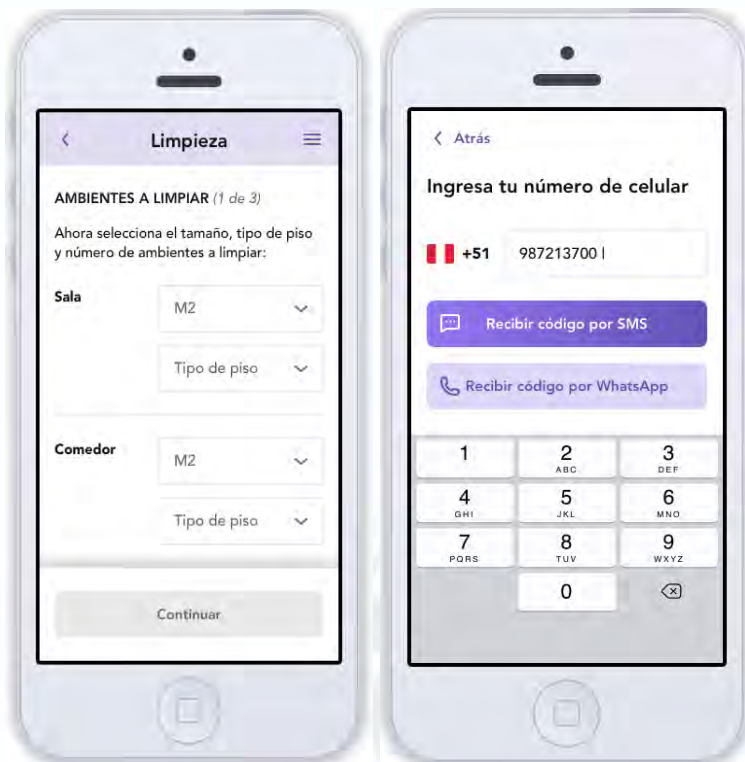 Limpieza
AMBIENTES A LIMPIAR (1 de 3)
Ahora selecciona el tamaño, tipo de piso
y número de ambientes a limpiar:
Sala
M2
Tipo de piso
Comedor
M2
Tipo de piso
Continuar
Atrás
Ingresa tu número de celular
+51 987213700
Recibir código por SMS
Recibir código por WhatsApp
1 2 3
ABC DEF
4 5 6
GHI JKL MNO
7 8 9
PQRS TUV WXYZ
0